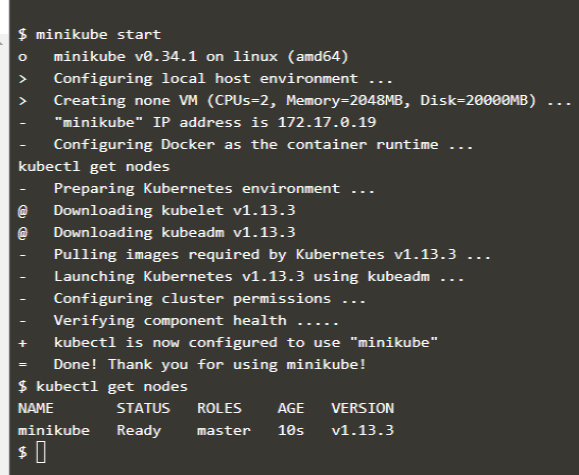 $ minikube start
o   minikube v0.34.1 on linux (amd64)
>   Configuring local host environment ...
>   Creating none VM (CPUs=2, Memory=2048MB, Disk=20000MB) ...
-   "minikube" IP address is 172.17.0.19
-   Configuring Docker as the container runtime ...
kubectl get nodes
-   Preparing Kubernetes environment ...
@   Downloading kubelet v1.13.3
@   Downloading kubeadm v1.13.3
-   Pulling images required by Kubernetes v1.13.3 ...
-   Launching Kubernetes v1.13.3 using kubeadm ...
-   Configuring cluster permissions ...
-   Verifying component health .....
+   kubectl is now configured to use "minikube"
=   Done! Thank you for using minikube!
$ kubectl get nodes
NAME       STATUS   ROLES    AGE   VERSION
minikube   Ready    master   10s   v1.13.3
$